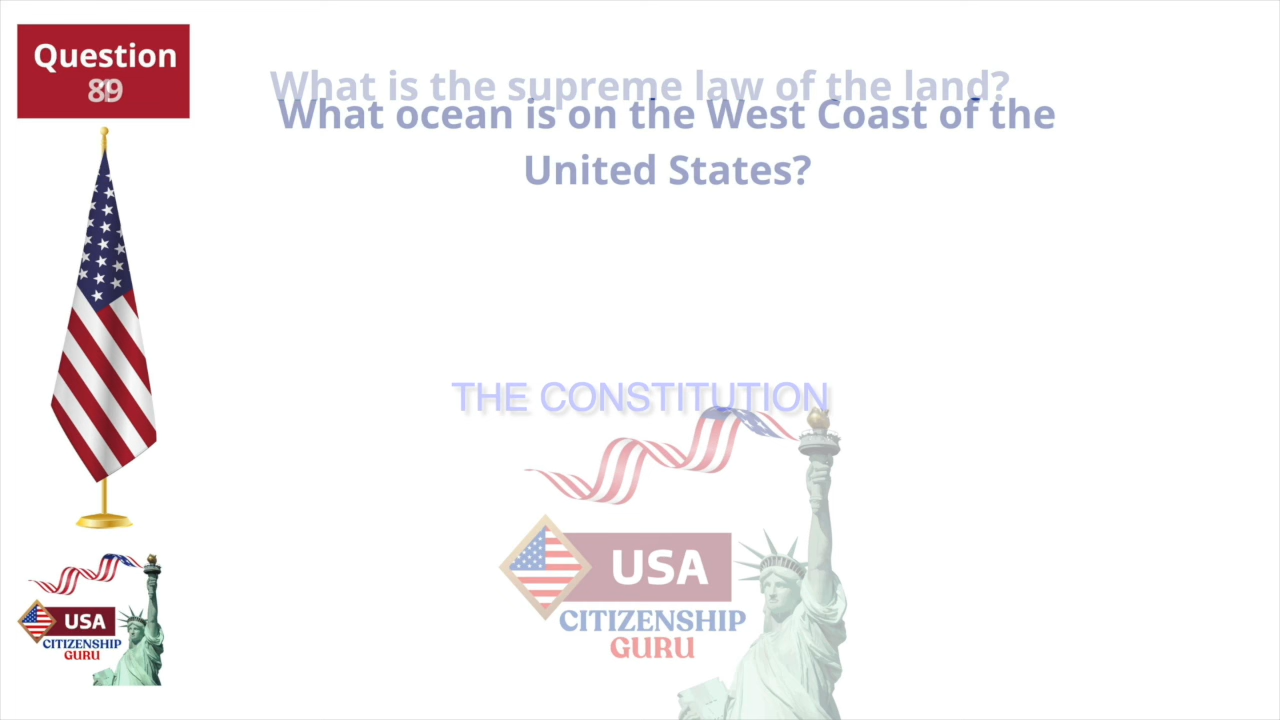 Question
89
What is the supreme law of the land?
What ocean is on the West Coast of the
United States?
THE CONSTITUTION
USA
CITIZENSHIP
GURU
USA
CITIZENSHIP
GURU